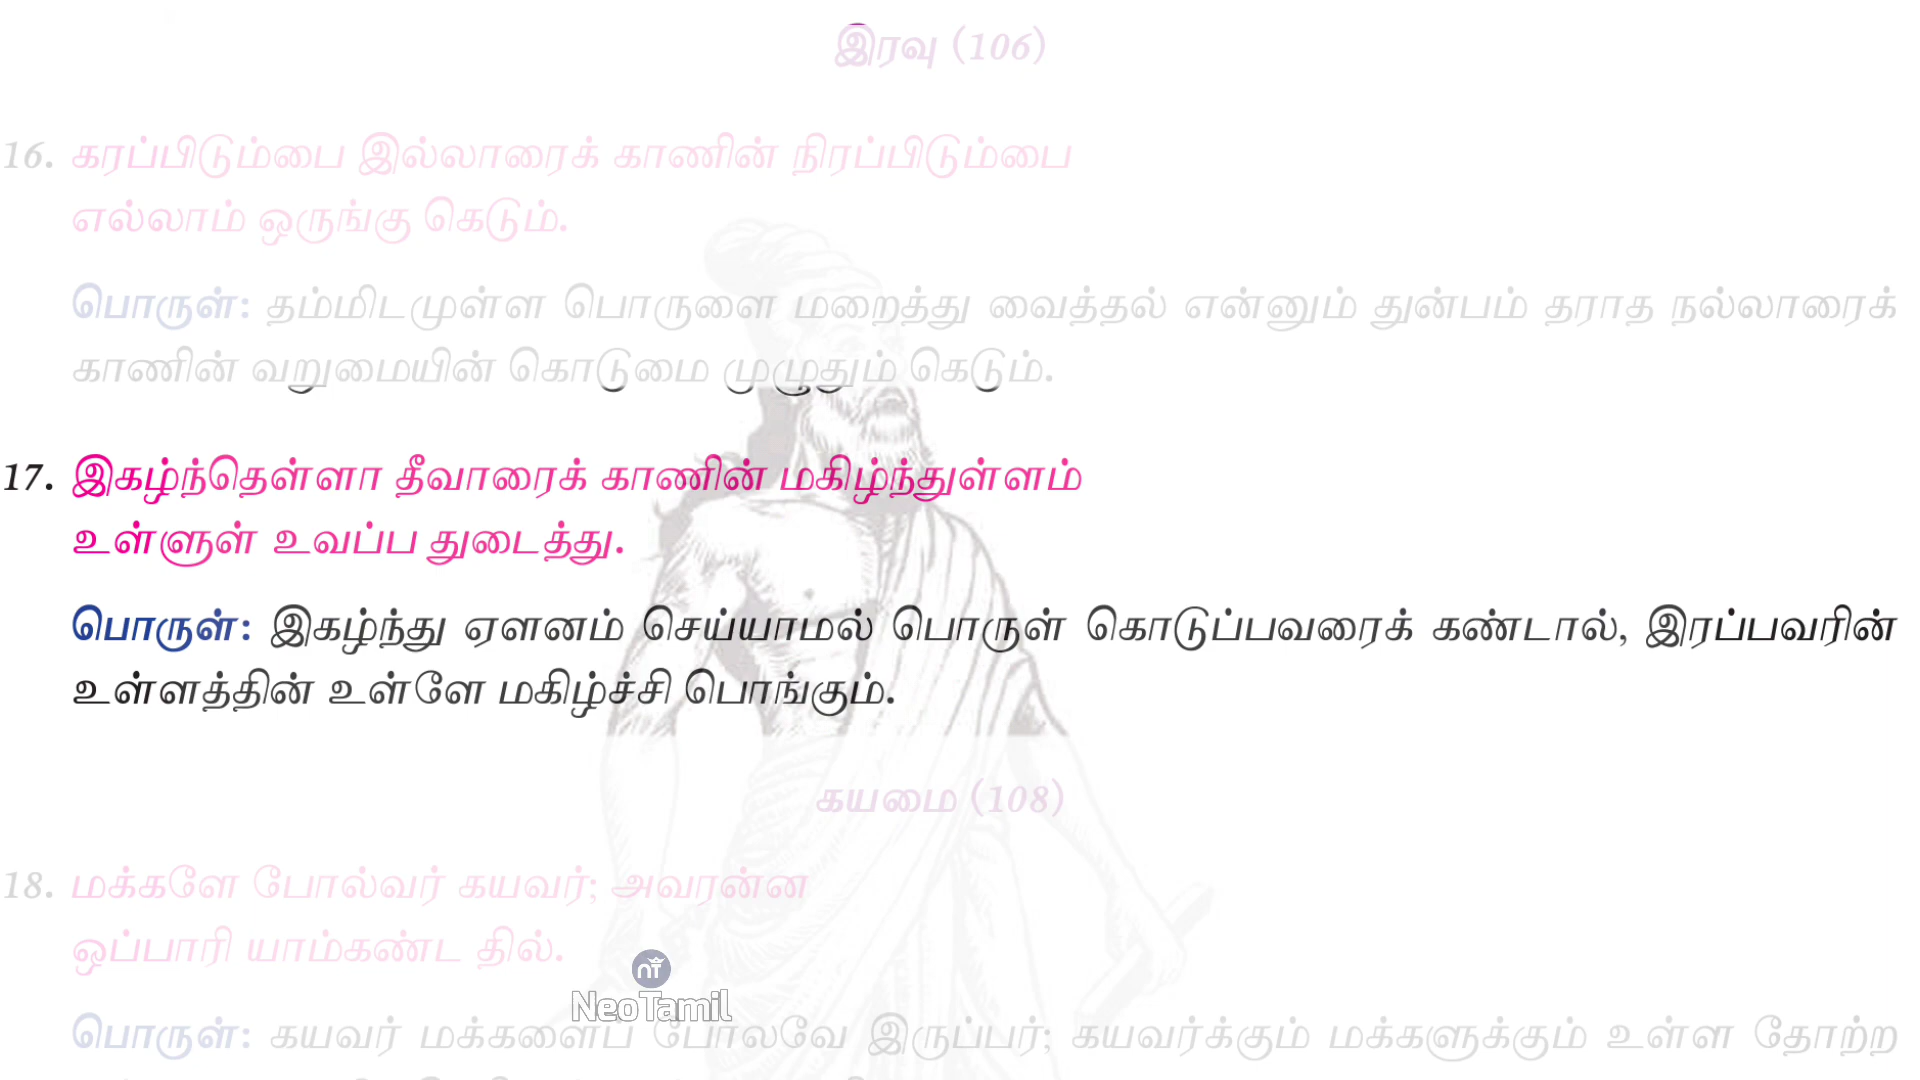 இரவு (106)
16. கரப்பிடும்பை இல்லாரைக் காணின் நிரப்பிடும்பை
எல்லாம் ஒருங்கு கெடும்.
பொருள்: தம்மிடமுள்ள பொருளை மறைத்து வைத்தல் என்னும் துன்பம் தராத நல்லாரைக்
காணின் வறுமையின் கொடுமை முழுதும் கெடும்.
17. இகழ்ந்தெள்ளா தீவாரைக் காணின் மகிழ்ந்துள்ளம்
உள்ளுள் உவப்ப துடைத்து.
பொருள்: இகழ்ந்து ஏளனம் செய்யாமல் பொருள் கொடுப்பவரைக் கண்டால், இரப்பவரின்
உள்ளத்தின் உள்ளே மகிழ்ச்சி பொங்கும்.
கயமை (108)
18. மக்களே போல்வர் கயவர்; அவரன்ன
ஒப்பாரி யாம்கண்ட தில்.
NeoTamil
பொருள்: கயவர் மக்களைப் போலவே இருப்பர்; கயவர்க்கும் மக்களுக்கும் உள்ள தோற்ற